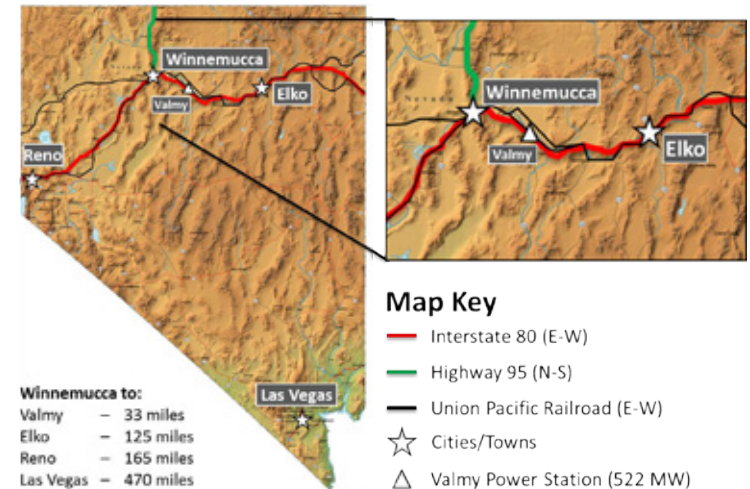 Winnemucca
Valmy
Elko
Reno
Las Vegas
Winnemucca to:
Valmy – 33 miles
Elko – 125 miles
Reno – 165 miles
Las Vegas – 470 miles
Nevada
Winnemucca
Valmy
Elko
Map Key
Interstate 80 (E-W)
Highway 95 (N-S)
Union Pacific Railroad (E-W)
Cities/Towns
Valmy Power Station (522 MW)